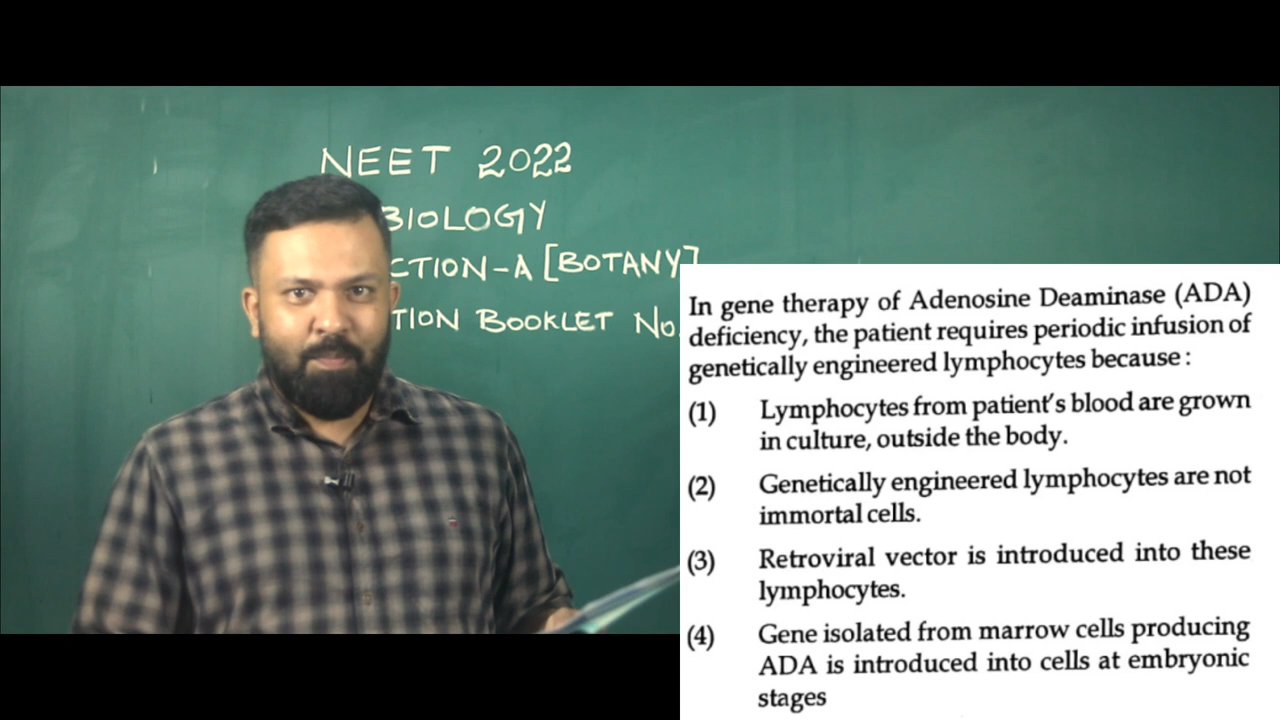 NEET 2022
BIOLOGY
CTION-A [BOTANY]
TION BOOKLET No.
In gene therapy of Adenosine Deaminase (ADA)
deficiency, the patient requires periodic infusion of
genetically engineered lymphocytes because :
(1) Lymphocytes from patient's blood are grown
in culture, outside the body.
(2) Genetically engineered lymphocytes are not
immortal cells.
(3) Retroviral vector is introduced into these
lymphocytes.
(4) Gene isolated from marrow cells producing
ADA is introduced into cells at embryonic
stages